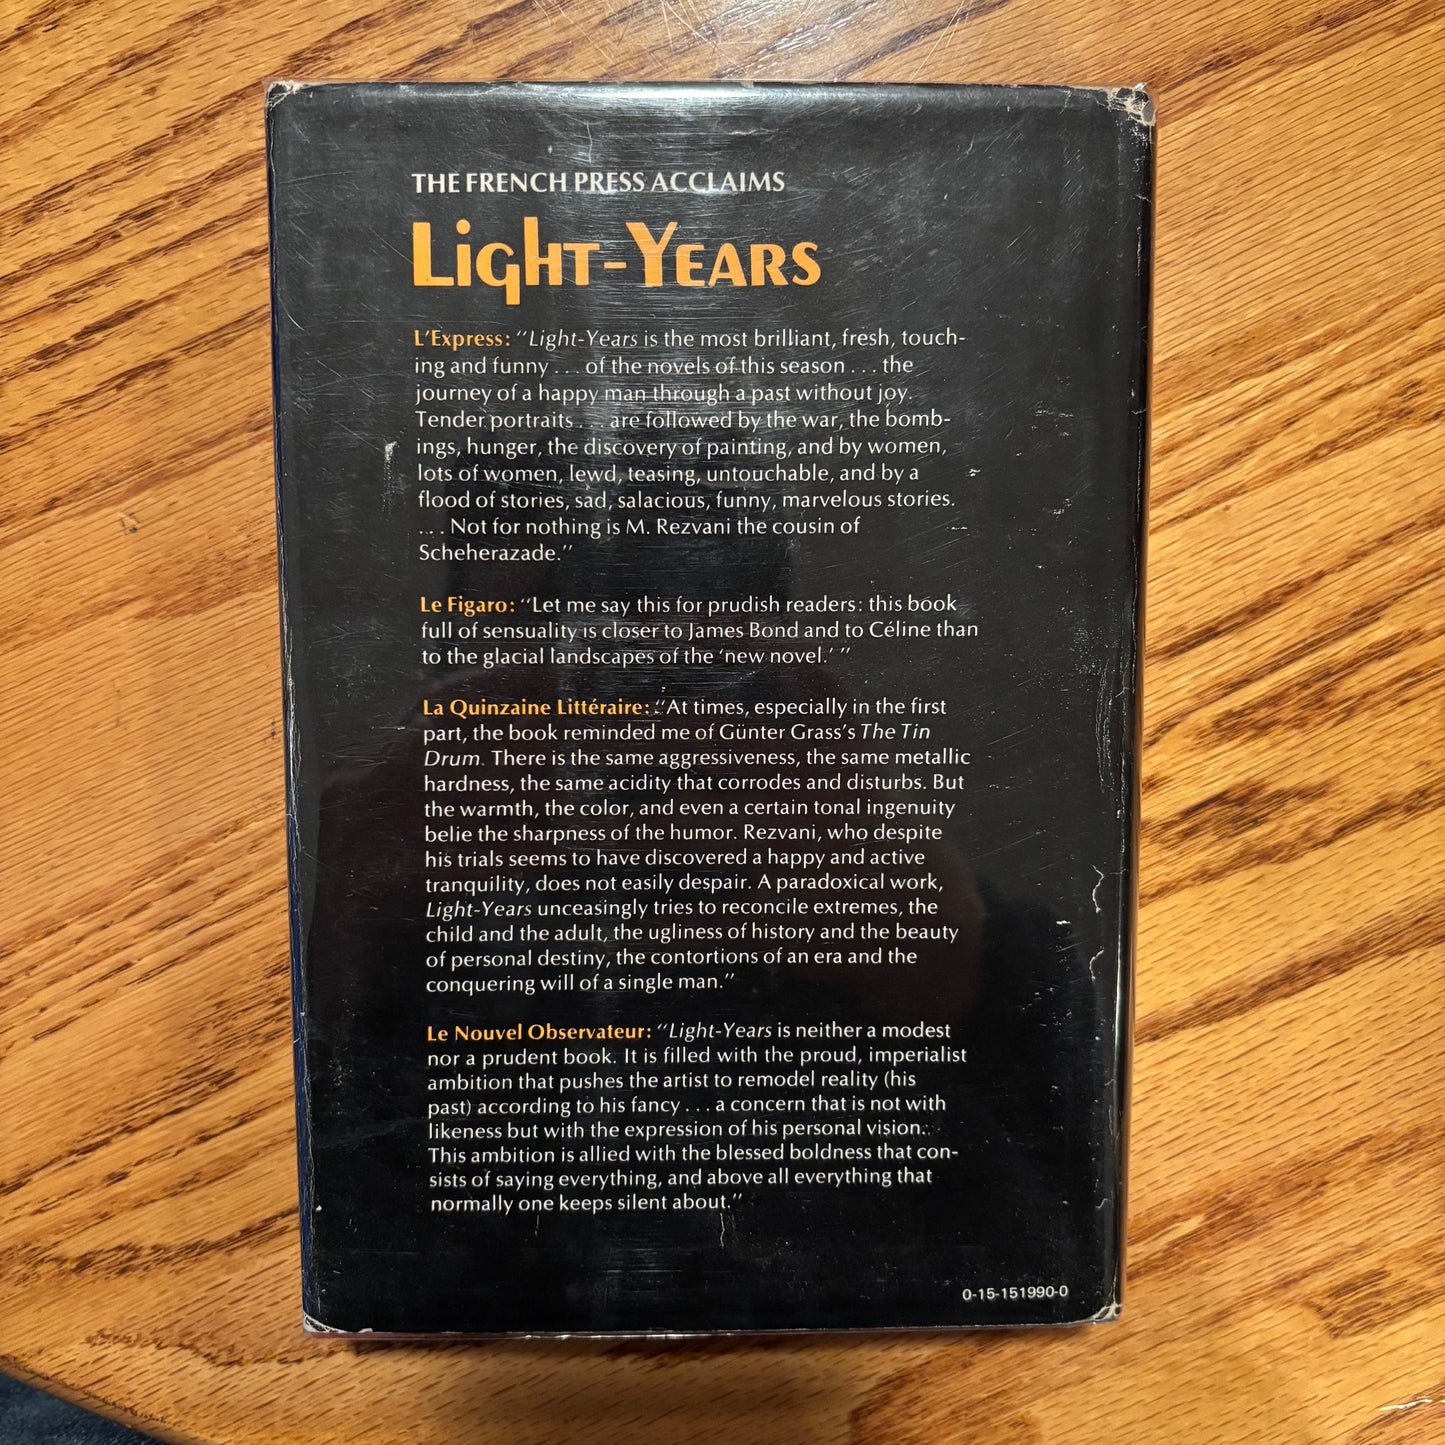 THE FRENCH PRESS ACCLAIMS
Light-Years
L'Express: "Light-Years is the most brilliant, fresh, touch-
ing and funny . . . of the novels of this season . . . the
journey of a happy man through a past without joy.
Tender portraits . . . are followed by the war, the bomb-
ings, hunger, the discovery of painting, and by women,
lots of women, lewd, teasing, untouchable, and by a
flood of stories, sad, salacious, funny, marvelous stories.
. . . Not for nothing is M. Rezvani the cousin of
Scheherazade."
Le Figaro: "Let me say this for prudish readers: this book
full of sensuality is closer to James Bond and to Céline than
to the glacial landscapes of the 'new novel.' "
La Quinzaine Littéraire: "At times, especially in the first
part, the book reminded me of Günter Grass's The Tin
Drum. There is the same aggressiveness, the same metallic
hardness, the same acidity that corrodes and disturbs. But
the warmth, the color, and even a certain tonal ingenuity
belie the sharpness of the humor. Rezvani, who despite
his trials seems to have discovered a happy and active
tranquility, does not easily despair. A paradoxical work,
Light-Years unceasingly tries to reconcile extremes, the
child and the adult, the ugliness of history and the beauty
of personal destiny, the contortions of an era and the
conquering will of a single man."
Le Nouvel Observateur: "Light-Years is neither a modest
nor a prudent book. It is filled with the proud, imperialist
ambition that pushes the artist to remodel reality (his
past) according to his fancy . . . a concern that is not with
likeness but with the expression of his personal vision.
This ambition is allied with the blessed boldness that con-
sists of saying everything, and above all everything that
normally one keeps silent about."
0-15-151990-0